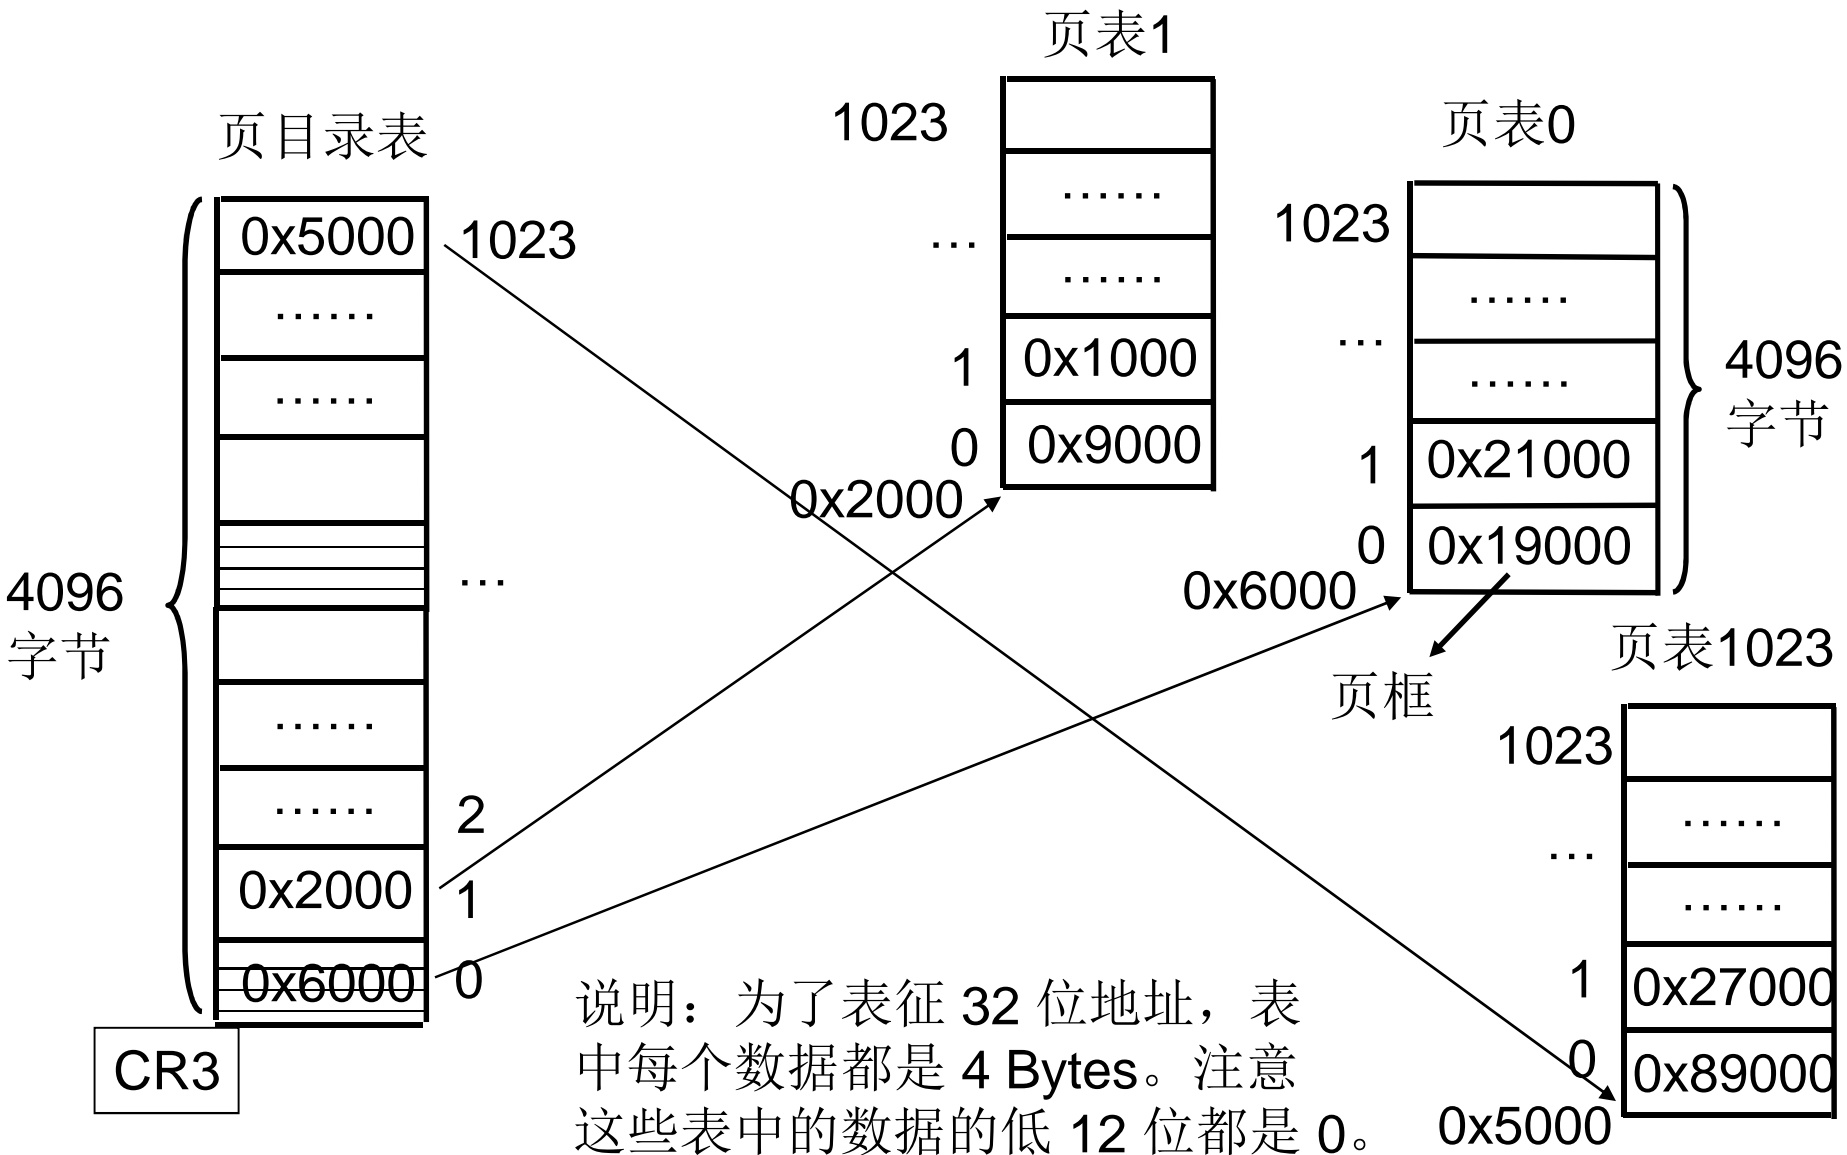 页目录表
4096
字节
0x5000
1023
……
……
…
……
……
2
0x2000
1
0x6000
0
CR3
页表1
1023
……
…
……
1
0x1000
0
0x9000
0x2000
页表0
1023
……
…
……
1
0x21000
0
0x19000
0x6000
4096
字节
页框
页表1023
1023
……
…
……
1
0x27000
0
0x89000
0x5000
说明：为了表征 32 位地址，表
中每个数据都是 4 Bytes。注意
这些表中的数据的低 12 位都是 0。